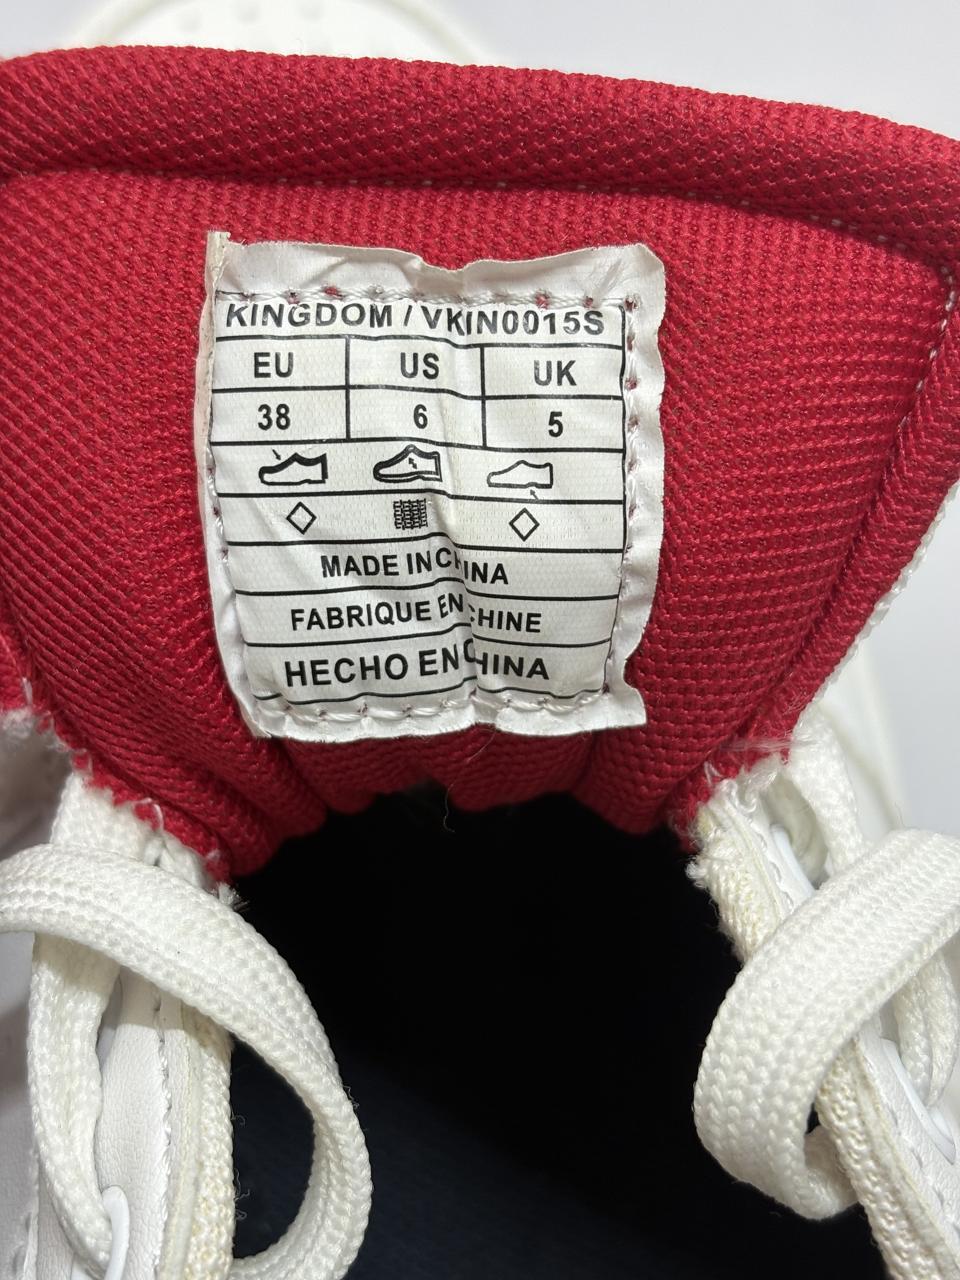 KINGDOM / VKIN0015S
EU US UK
38 6 5
MADE IN CHINA
FABRIQUE EN CHINE
HECHO EN CHINA